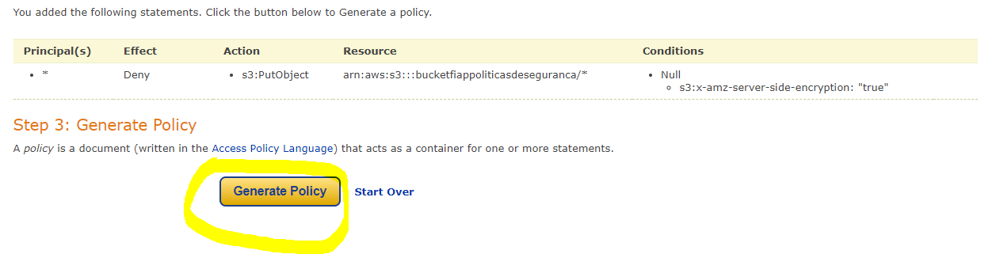 You added the following statements. Click the button below to Generate a policy.
Principal(s) Effect Action Resource Conditions
• * Deny • s3:PutObject arn:aws:s3:::bucketfiappoliticasdeseguranca/* • Null
○ s3:x-amz-server-side-encryption: "true"
Step 3: Generate Policy
A policy is a document (written in the Access Policy Language) that acts as a container for one or more statements.
Generate Policy Start Over